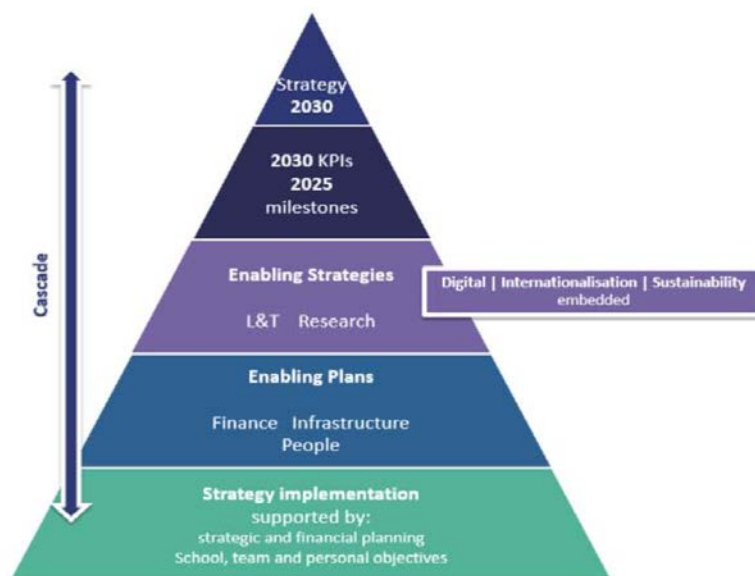 Strategy
2030
2030 KPIs
2025
milestones
Cascade
Enabling Strategies
L&T Research
Digital | Internationalisation | Sustainability
embedded
Enabling Plans
Finance Infrastructure
People
Strategy implementation
supported by:
strategic and financial planning
School, team and personal objectives